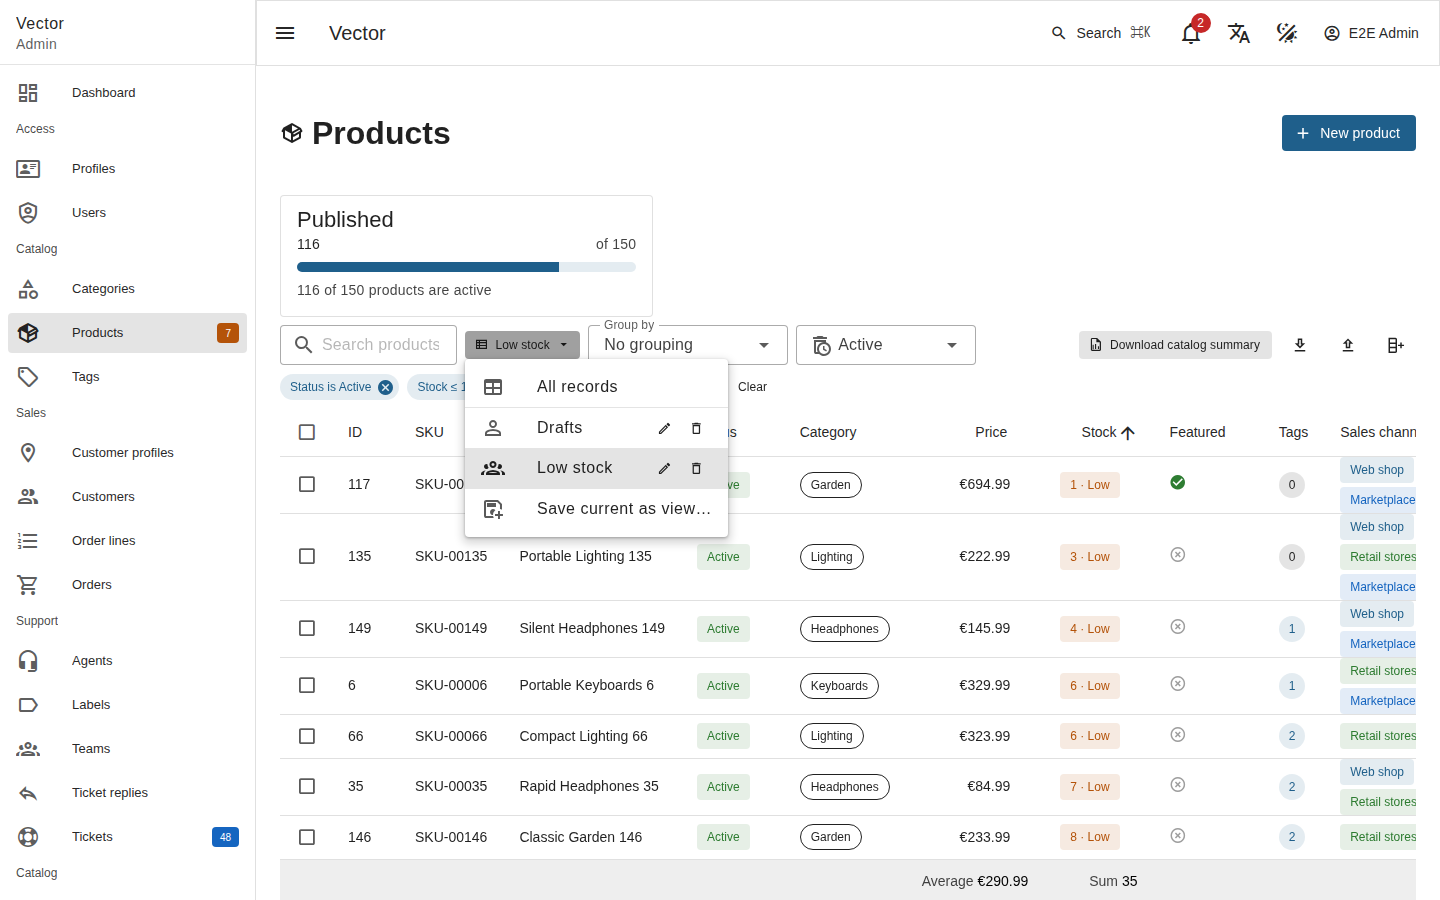 Vector
Admin
Dashboard
Access
Profiles
Users
Catalog
Categories
Products 7
Tags
Sales
Customer profiles
Customers
Order lines
Orders
Support
Agents
Labels
Teams
Ticket replies
Tickets 48
Catalog
Vector
Search ⌘K
2
E2E Admin
Products
New product
Published
116 of 150
116 of 150 products are active
Search products
Low stock
Group by
No grouping
Active
Download catalog summary
Status is Active
Stock ≤ 1
Clear
All records
Drafts
Low stock
Save current as view…
ID SKU Category Price Stock Featured Tags Sales chann
117 SKU-00 Garden €694.99 1 · Low 0 Web shop
Marketplace
135 SKU-00135 Portable Lighting 135 Active Lighting €222.99 3 · Low 0 Web shop
Retail stores
Marketplace
149 SKU-00149 Silent Headphones 149 Active Headphones €145.99 4 · Low 1 Web shop
Marketplace
6 SKU-00006 Portable Keyboards 6 Active Keyboards €329.99 6 · Low 1 Retail stores
Marketplace
66 SKU-00066 Compact Lighting 66 Active Lighting €323.99 6 · Low 2 Retail stores
35 SKU-00035 Rapid Headphones 35 Active Headphones €84.99 7 · Low 2 Web shop
Retail stores
146 SKU-00146 Classic Garden 146 Active Garden €233.99 8 · Low 2 Retail stores
Average €290.99 Sum 35